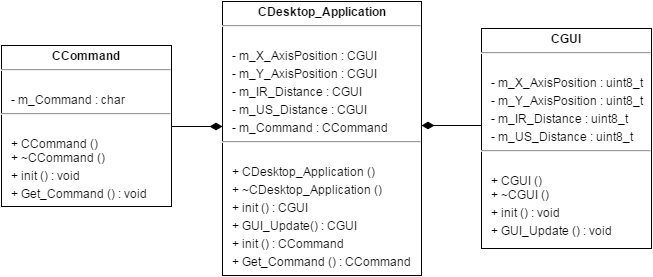 CCommand
- m_Command : char
+ CCommand ()
+ ~CCommand ()
+ init () : void
+ Get_Command () : void
CDesktop_Application
- m_X_AxisPosition : CGUI
- m_Y_AxisPosition : CGUI
- m_IR_Distance : CGUI
- m_US_Distance : CGUI
- m_Command : CCommand
+ CDesktop_Application ()
+ ~CDesktop_Application ()
+ init () : CGUI
+ GUI_Update() : CGUI
+ init () : CCommand
+ Get_Command () : CCommand
CGUI
- m_X_AxisPosition : uint8_t
- m_Y_AxisPosition : uint8_t
- m_IR_Distance : uint8_t
- m_US_Distance : uint8_t
+ CGUI ()
+ ~CGUI ()
+ init () : void
+ GUI_Update () : void